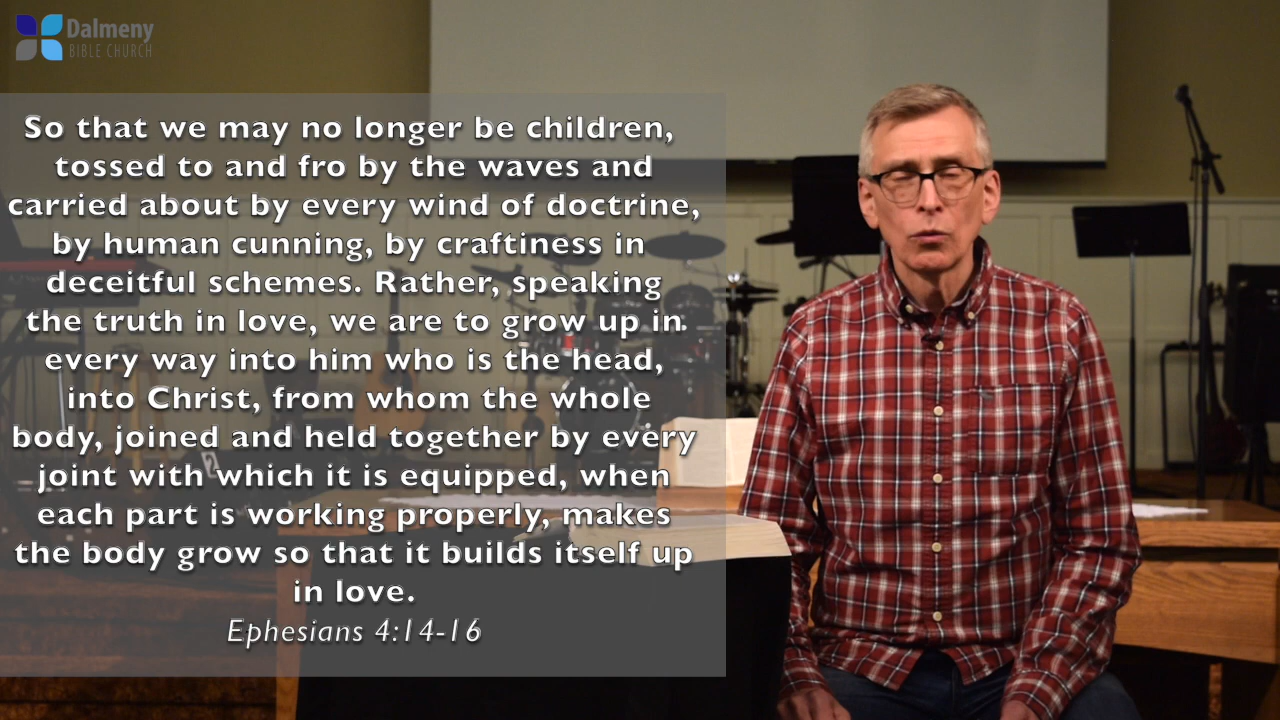 Dalmeny
BIBLE CHURCH
So that we may no longer be children,
tossed to and fro by the waves and
carried about by every wind of doctrine,
by human cunning, by craftiness in
deceitful schemes. Rather, speaking
the truth in love, we are to grow up in
every way into him who is the head,
into Christ, from whom the whole
body, joined and held together by every
joint with which it is equipped, when
each part is working properly, makes
the body grow so that it builds itself up
in love.
Ephesians 4:14-16
2